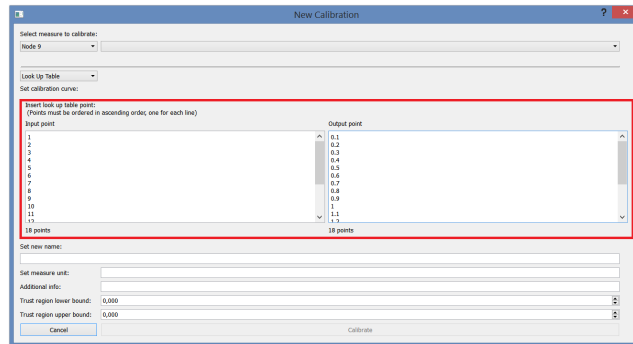 New Calibration
?
×
Select measure to calibrate:
Node 9
Look Up Table
Set calibration curve:
Insert look up table point:
(Points must be ordered in ascending order, one for each line)
Input point
Output point
1
2
3
4
5
6
7
8
9
10
11
12
0.1
0.2
0.3
0.4
0.5
0.6
0.7
0.8
0.9
1
1.1
1.2
18 points
18 points
Set new name:
Set measure unit:
Additional info:
Trust region lower bound:
0,000
Trust region upper bound:
0,000
Cancel
Calibrate